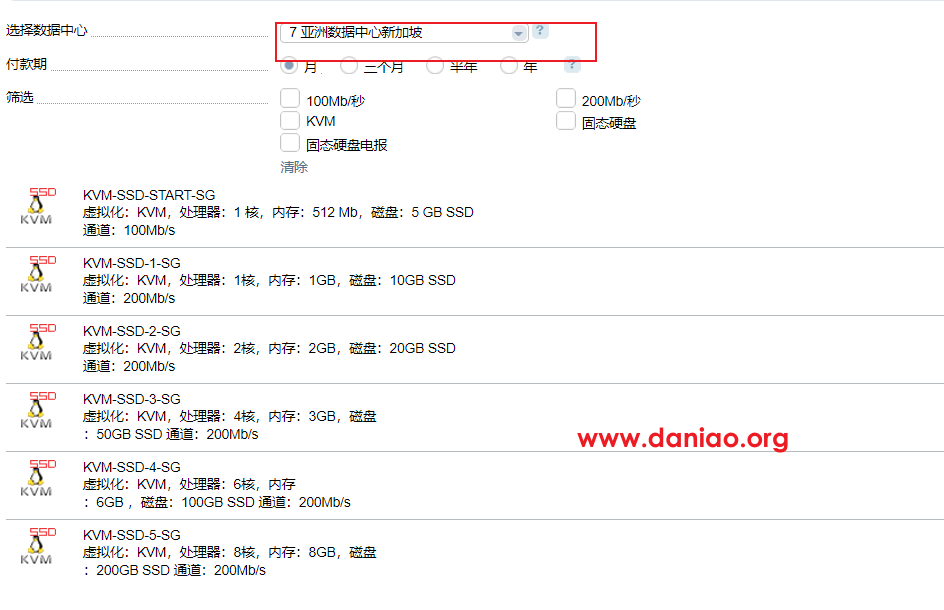 选择数据中心 7 亚洲数据中心新加坡 ?
付款期 月 三个月 半年 年 ?
筛选 100Mb/秒 200Mb/秒
KVM 固态硬盘
固态硬盘电报
清除
SSD KVM
KVM-SSD-START-SG
虚拟化：KVM，处理器：1 核，内存：512 Mb，磁盘：5 GB SSD
通道：100Mb/s
SSD KVM
KVM-SSD-1-SG
虚拟化：KVM，处理器：1核，内存：1GB，磁盘：10GB SSD
通道：200Mb/s
SSD KVM
KVM-SSD-2-SG
虚拟化：KVM，处理器：2核，内存：2GB，磁盘：20GB SSD
通道：200Mb/s
SSD KVM
KVM-SSD-3-SG
虚拟化：KVM，处理器：4核，内存：3GB，磁盘
：50GB SSD 通道：200Mb/s
www.daniao.org
SSD KVM
KVM-SSD-4-SG
虚拟化：KVM，处理器：6核，内存
：6GB ，磁盘：100GB SSD 通道：200Mb/s
SSD KVM
KVM-SSD-5-SG
虚拟化：KVM，处理器：8核，内存：8GB，磁盘
：200GB SSD 通道：200Mb/s